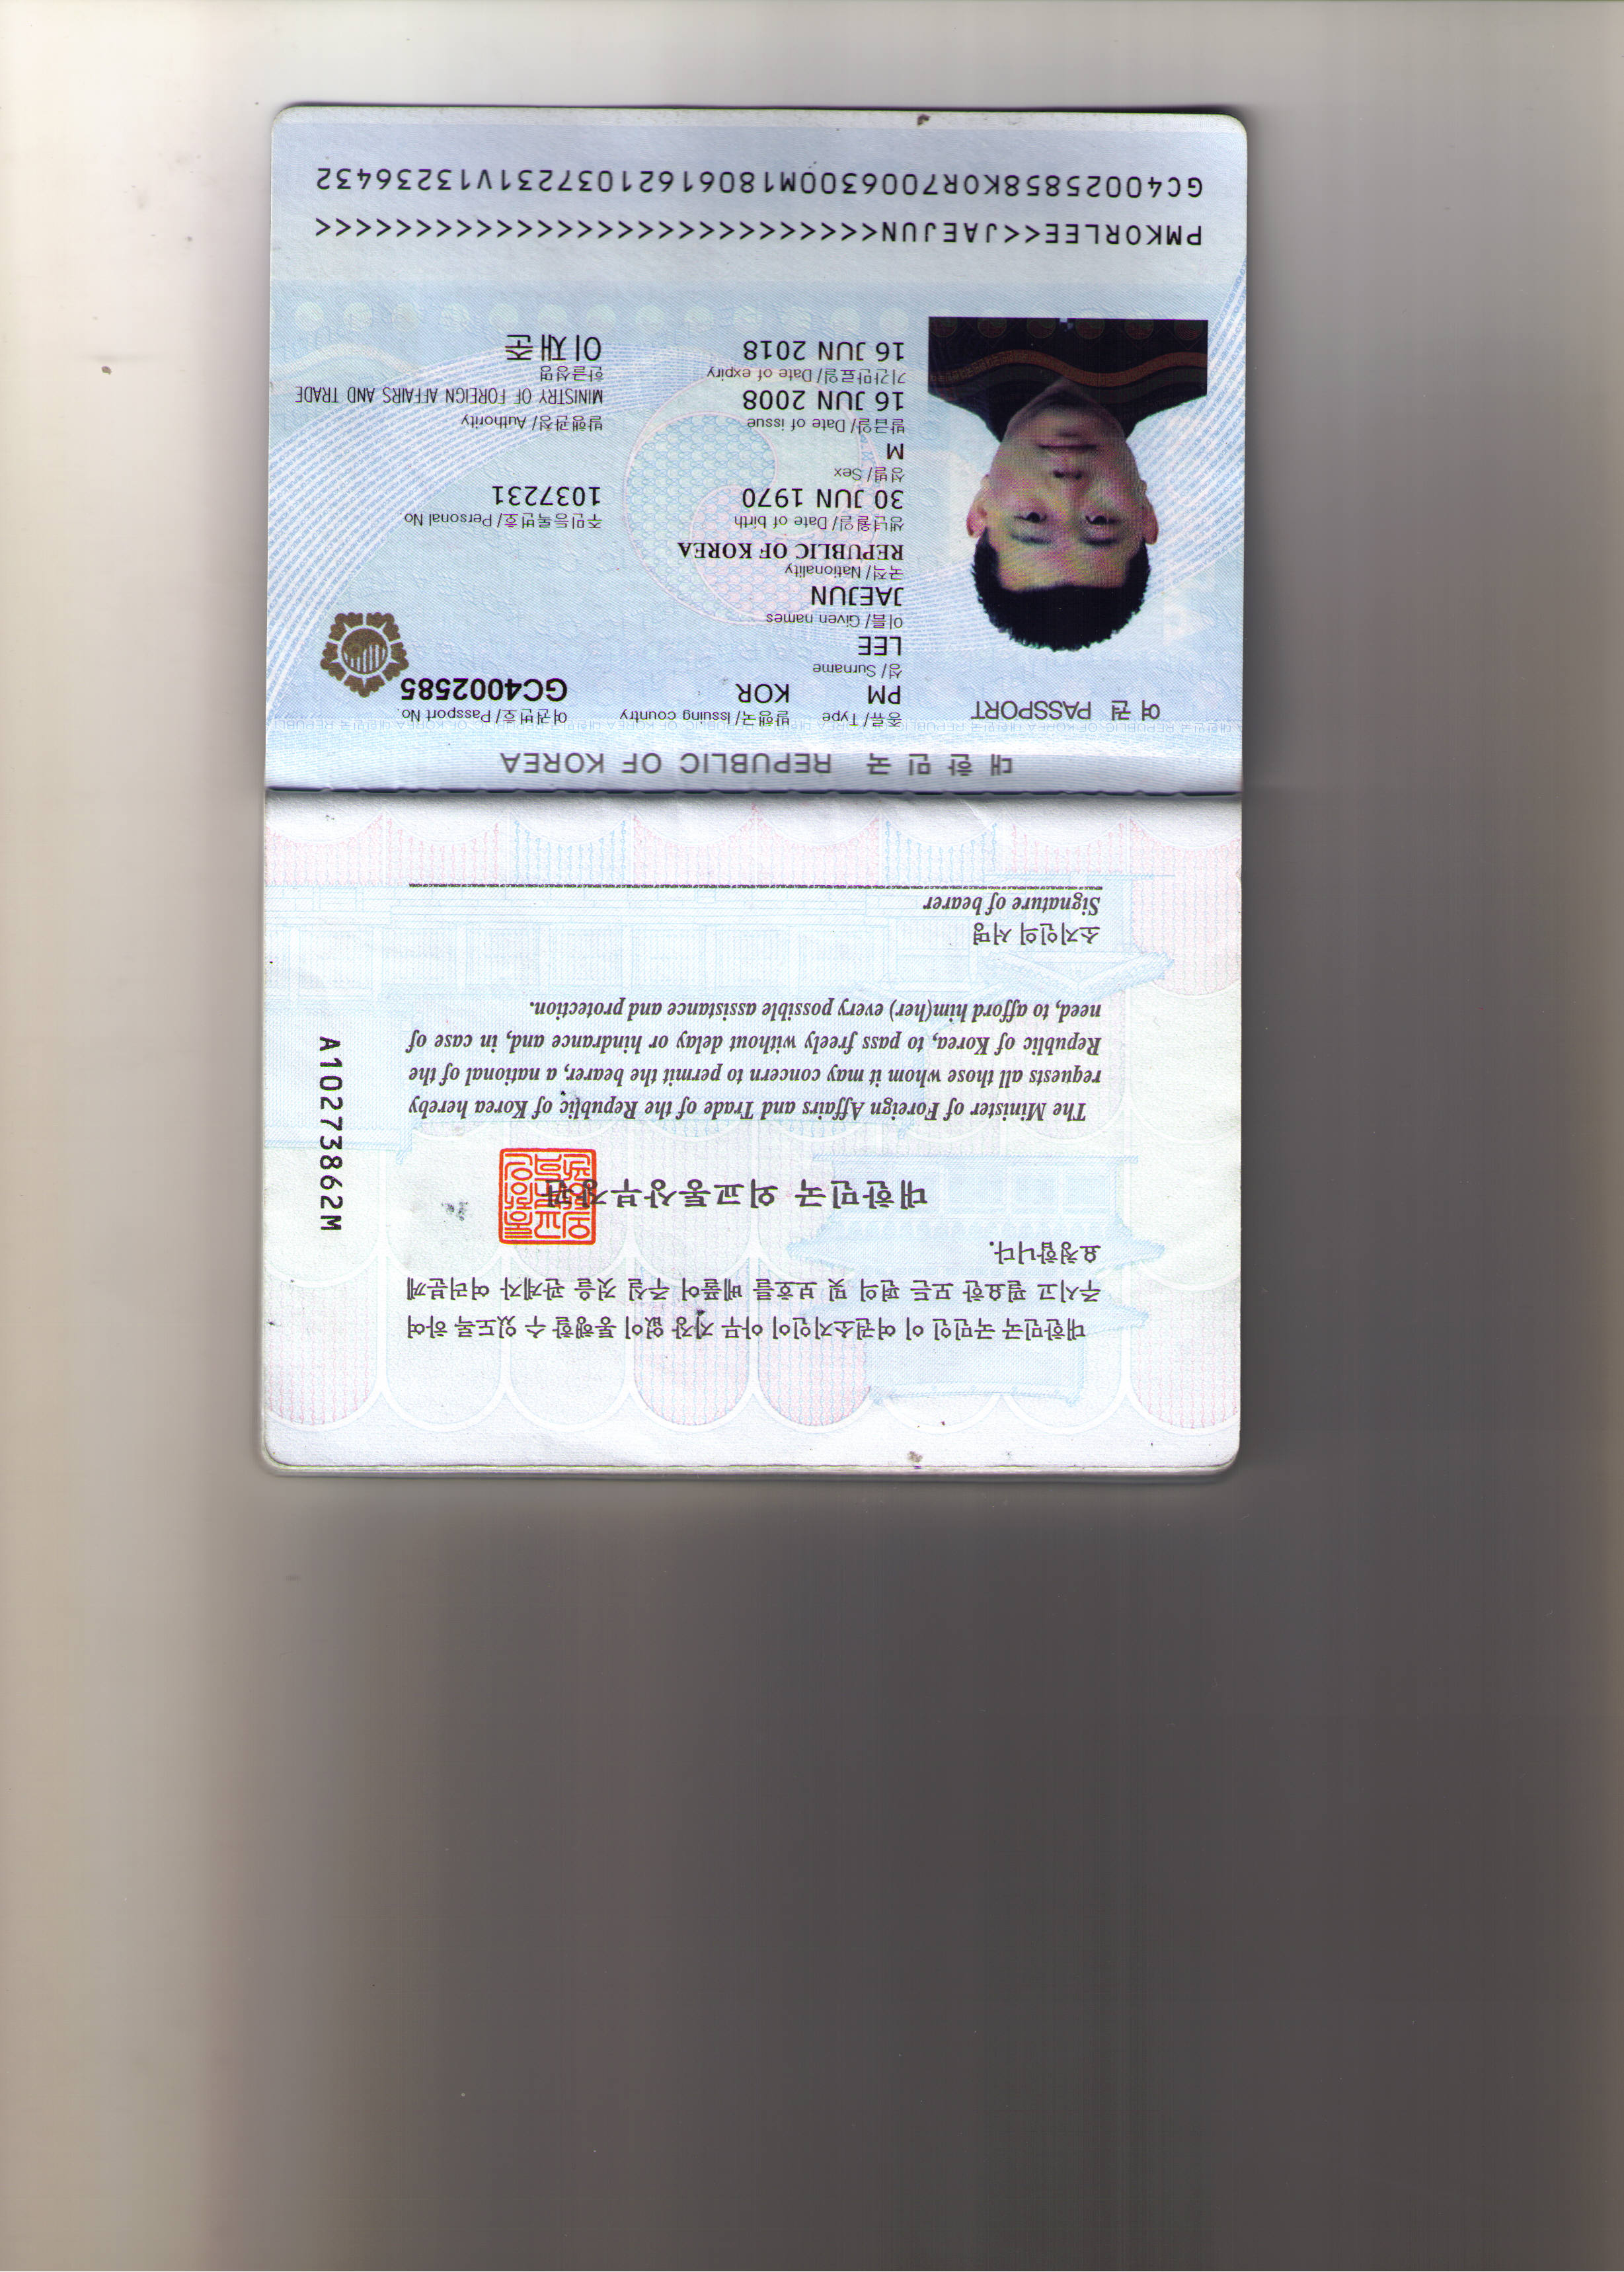 대한민국 국민인 이 여권소지인이 아무 지장 없이 통행할 수 있도록 하여
주시고 필요한 모든 편의 및 보호를 베풀어 주실 것을 관계자 여러분께
요청합니다.
대한민국 외교통상부장관
The Minister of Foreign Affairs and Trade of the Republic of Korea hereby
requests all those whom it may concern to permit the bearer, a national of the
Republic of Korea, to pass freely without delay or hindrance and, in case of
need, to afford him(her) every possible assistance and protection.
소지인의 서명
Signature of bearer
A10273862M
대한민국 REPUBLIC OF KOREA
여권 PASSPORT
종류/ Type 발행국/ Issuing country 여권번호/ Passport No.
PM KOR GC4002585
성/ Surname
LEE
이름/ Given names
JAEJUN
국적/ Nationality
REPUBLIC OF KOREA
생년월일/ Date of birth 주민등록번호/ Personal No.
30 JUN 1970 1037231
성별/ Sex
M
발급일/ Date of issue 발행관청/ Authority
16 JUN 2008 MINISTRY OF FOREIGN AFFAIRS AND TRADE
기간만료일/ Date of expiry 한글성명
16 JUN 2018 이재준
PMKORLEE<<JAEJUN<<<<<<<<<<<<<<<<<<<<<<<<<<<<
GC40025858KOR7006300M18061621037231V13236432